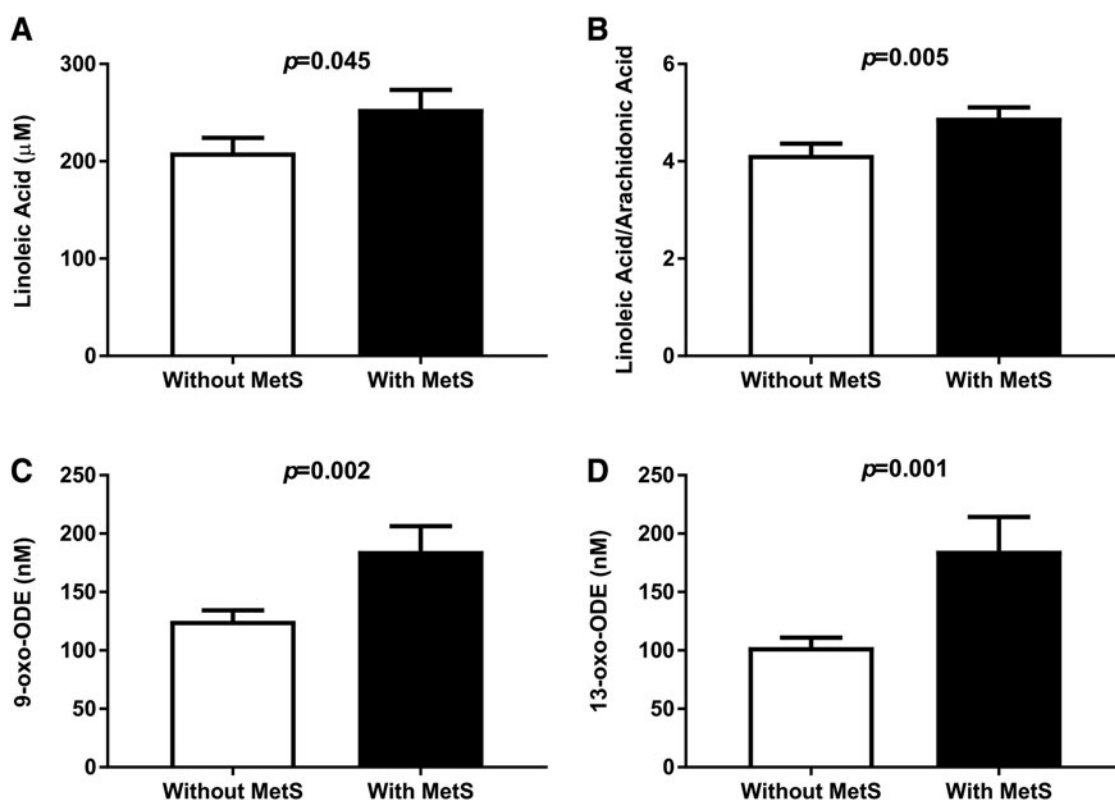 A
p=0.045
Linoleic Acid (μM)
300
200
100
0
Without MetS
With MetS
B
p=0.005
Linoleic Acid/Arachidonic Acid
6
4
2
0
Without MetS
With MetS
C
p=0.002
9-oxo-ODE (nM)
250
200
150
100
50
0
Without MetS
With MetS
D
p=0.001
13-oxo-ODE (nM)
250
200
150
100
50
0
Without MetS
With MetS